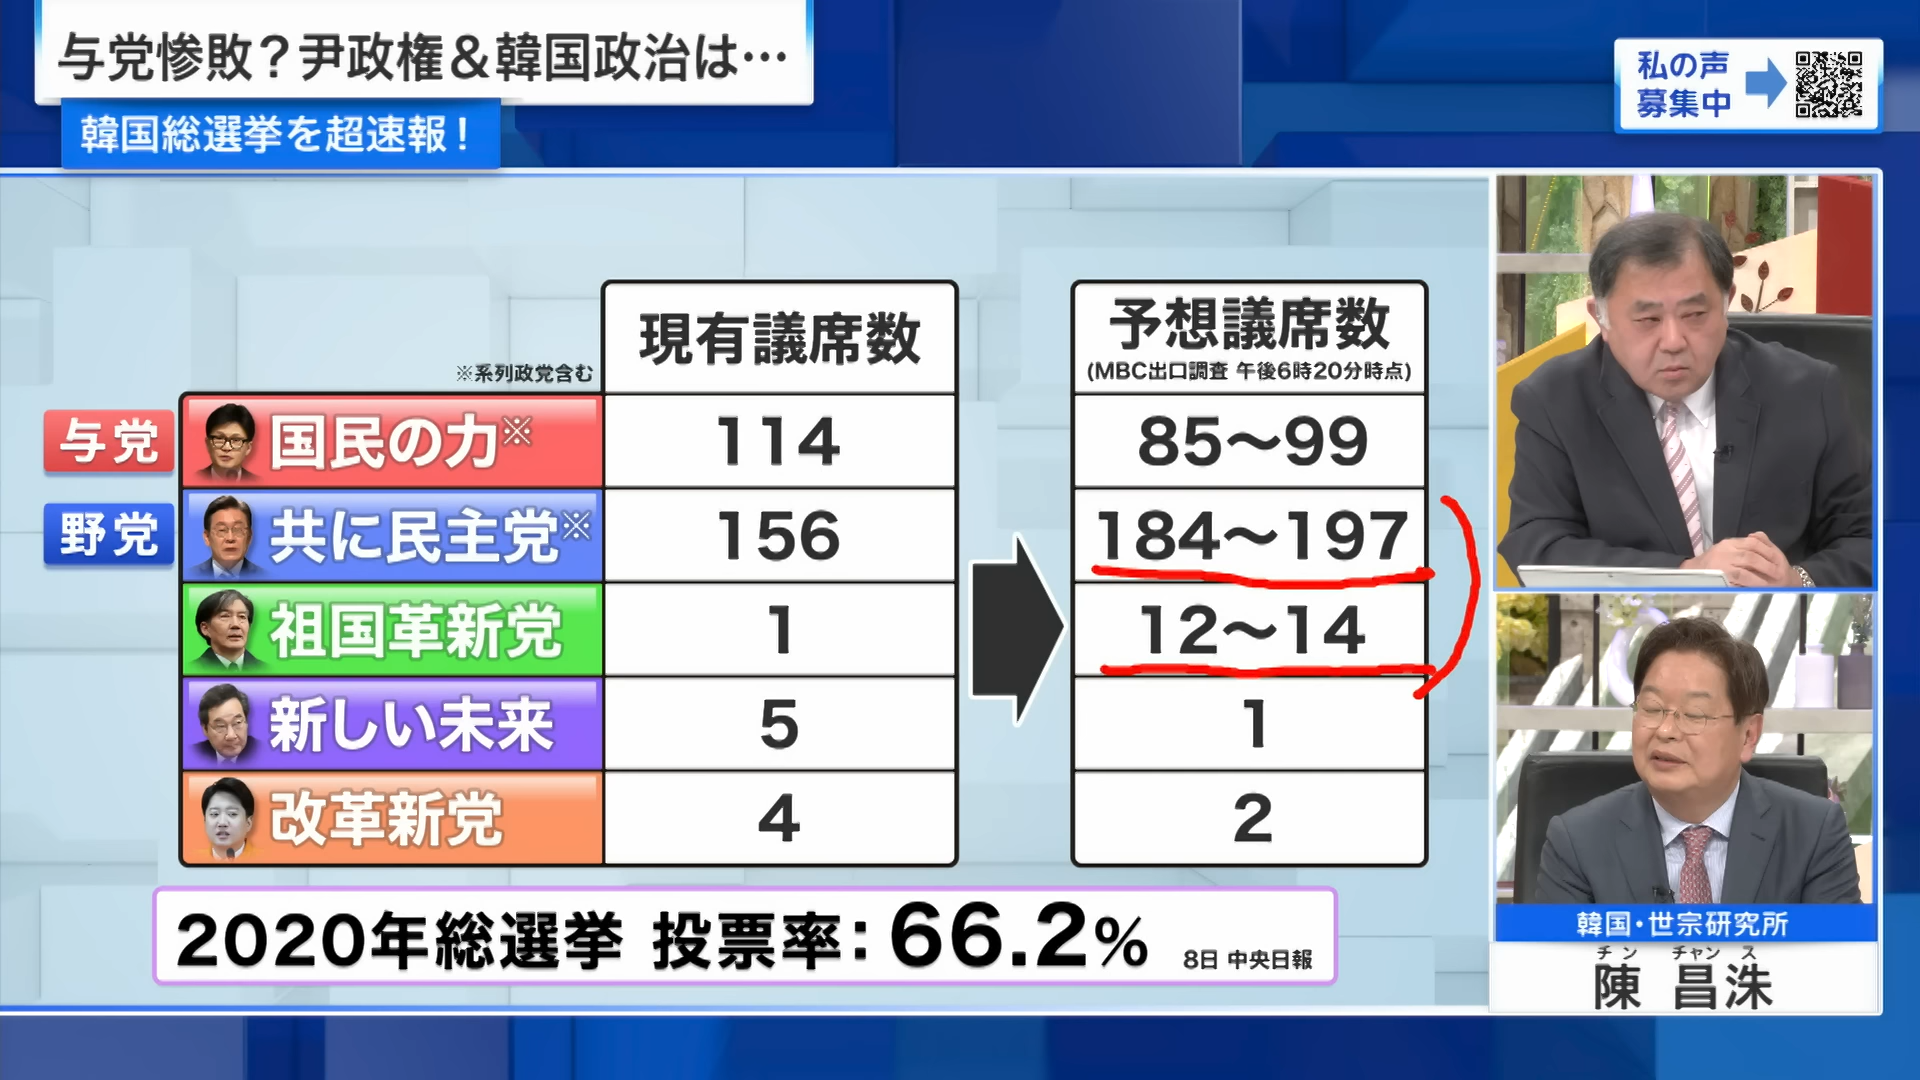 与党惨敗？尹政権＆韓国政治は…
韓国総選挙を超速報！
私の声
募集中
現有議席数
予想議席数
(MBC出口調査 午後6時20分時点)
※系列政党含む
与党 国民の力※ 114 85〜99
野党 共に民主党※ 156 184〜197
祖国革新党 1 12〜14
新しい未来 5 1
改革新党 4 2
2020年総選挙 投票率：66.2% 8日 中央日報
韓国・世宗研究所
チン チャン ス
陳 昌洙